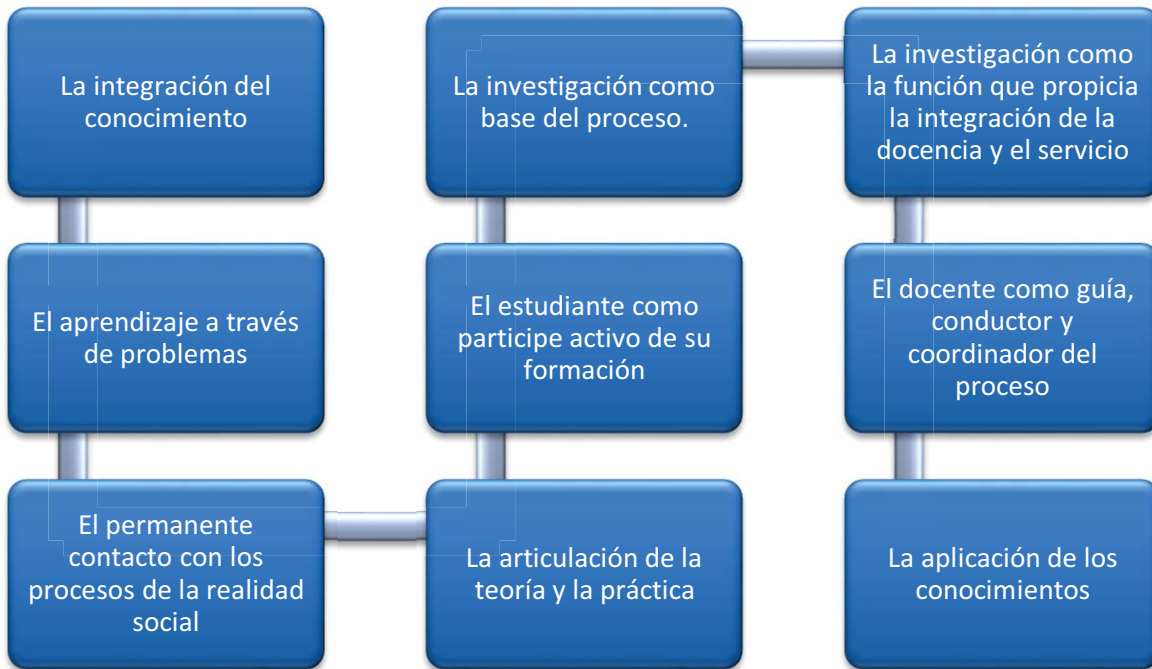 La integración del
conocimiento
El aprendizaje a través
de problemas
El permanente
contacto con los
procesos de la realidad
social
La articulación de la
teoría y la práctica
El estudiante como
participe activo de su
formación
La investigación como
base del proceso.
La investigación como
la función que propicia
la integración de la
docencia y el servicio
El docente como guía,
conductor y
coordinador del
proceso
La aplicación de los
conocimientos